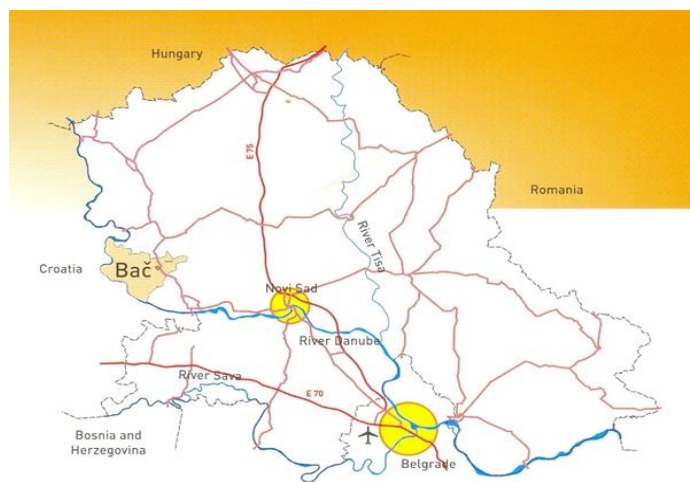 Hungary
E 75
Romania
River Tisa
Croatia
Bač
Novi Sad
River Danube
River Sava
E 70
Bosnia and
Herzegovina
Belgrade